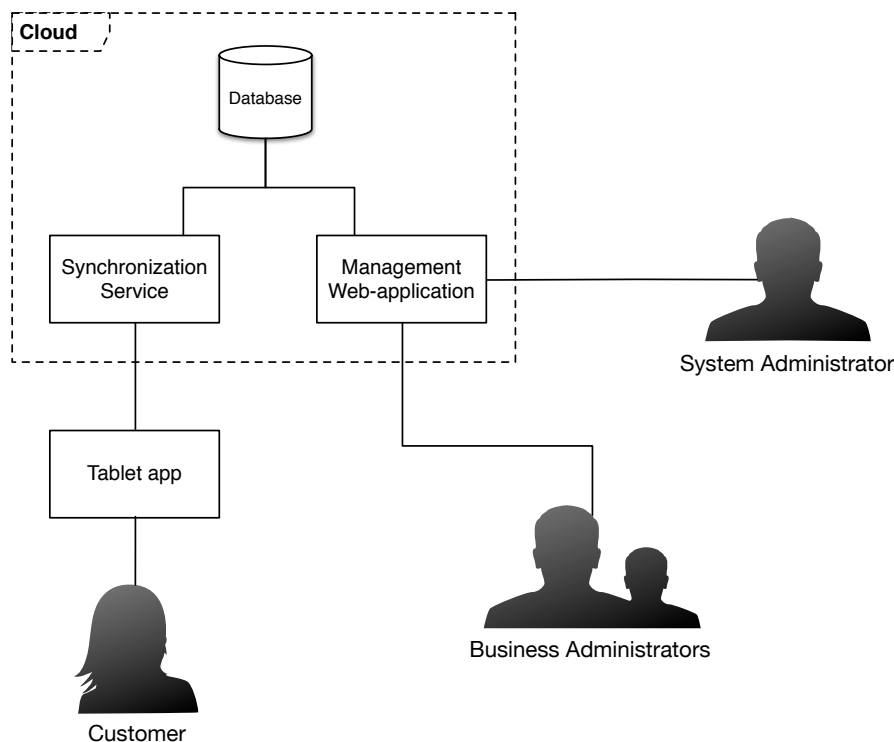 Cloud
Database
Synchronization
Service
Management
Web-application
System Administrator
Tablet app
Business Administrators
Customer